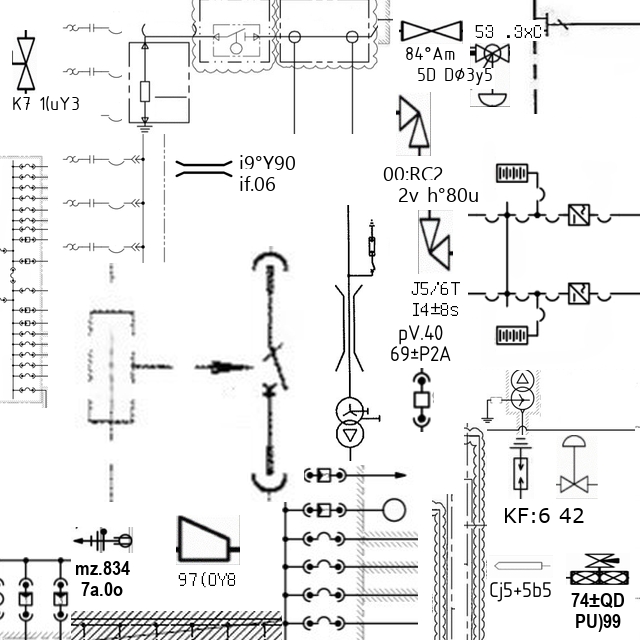 53 .3xC
84°Am
5D DØ3y5
K7 1(uY3
i9°Y90
if.06
00:RC2
2v h°80u
J5/6T
I4±8s
pV.40
69±P2A
KF:6 42
mz.834
7a.0o
97(0Y8
Cj5+5b5
74±QD
PU)99